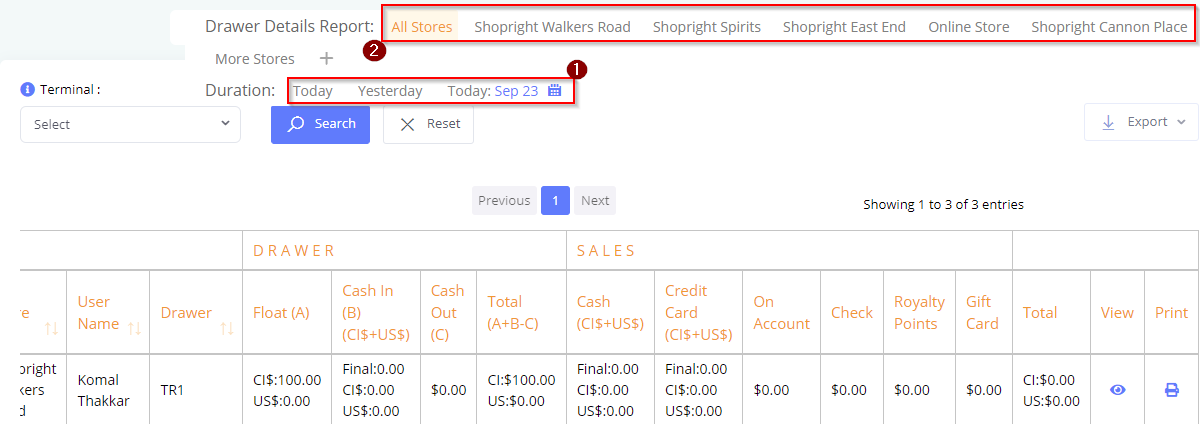 Drawer Details Report: All Stores Shopright Walkers Road Shopright Spirits Shopright East End Online Store Shopright Cannon Place
2
More Stores +
1
Duration: Today Yesterday Today: Sep 23
Terminal :
Select Search Reset Export
Previous 1 Next Showing 1 to 3 of 3 entries
DRAWER SALES
re User Name Drawer Float (A) Cash In (B) (CI$+US$) Cash Out (C) Total (A+B-C) Cash (CI$+US$) Credit Card (CI$+US$) On Account Check Royalty Points Gift Card Total View Print
Final:0.00 Final:0.00 Final:0.00
pright Komal CI$:100.00 CI$:0.00 CI:$100.00 CI$:0.00 CI$:0.00 CI:$0.00
kers Thakkar TR1 US$:0.00 US$:0.00 $0.00 US:$0.00 US$:0.00 US$:0.00 $0.00 $0.00 $0.00 $0.00 US:$0.00
d